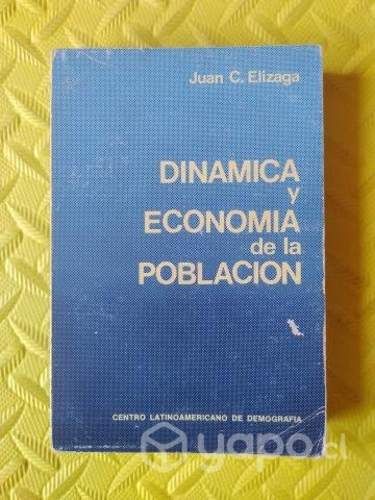 Juan C. Elizaga
DINAMICA
y
ECONOMIA
de la
POBLACION
CENTRO LATINOAMERICANO DE DEMOGRAFIA
yapo.cl